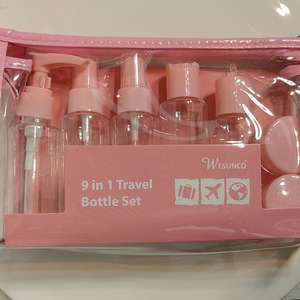 WESUNCO
9 in 1 Travel
Bottle Set